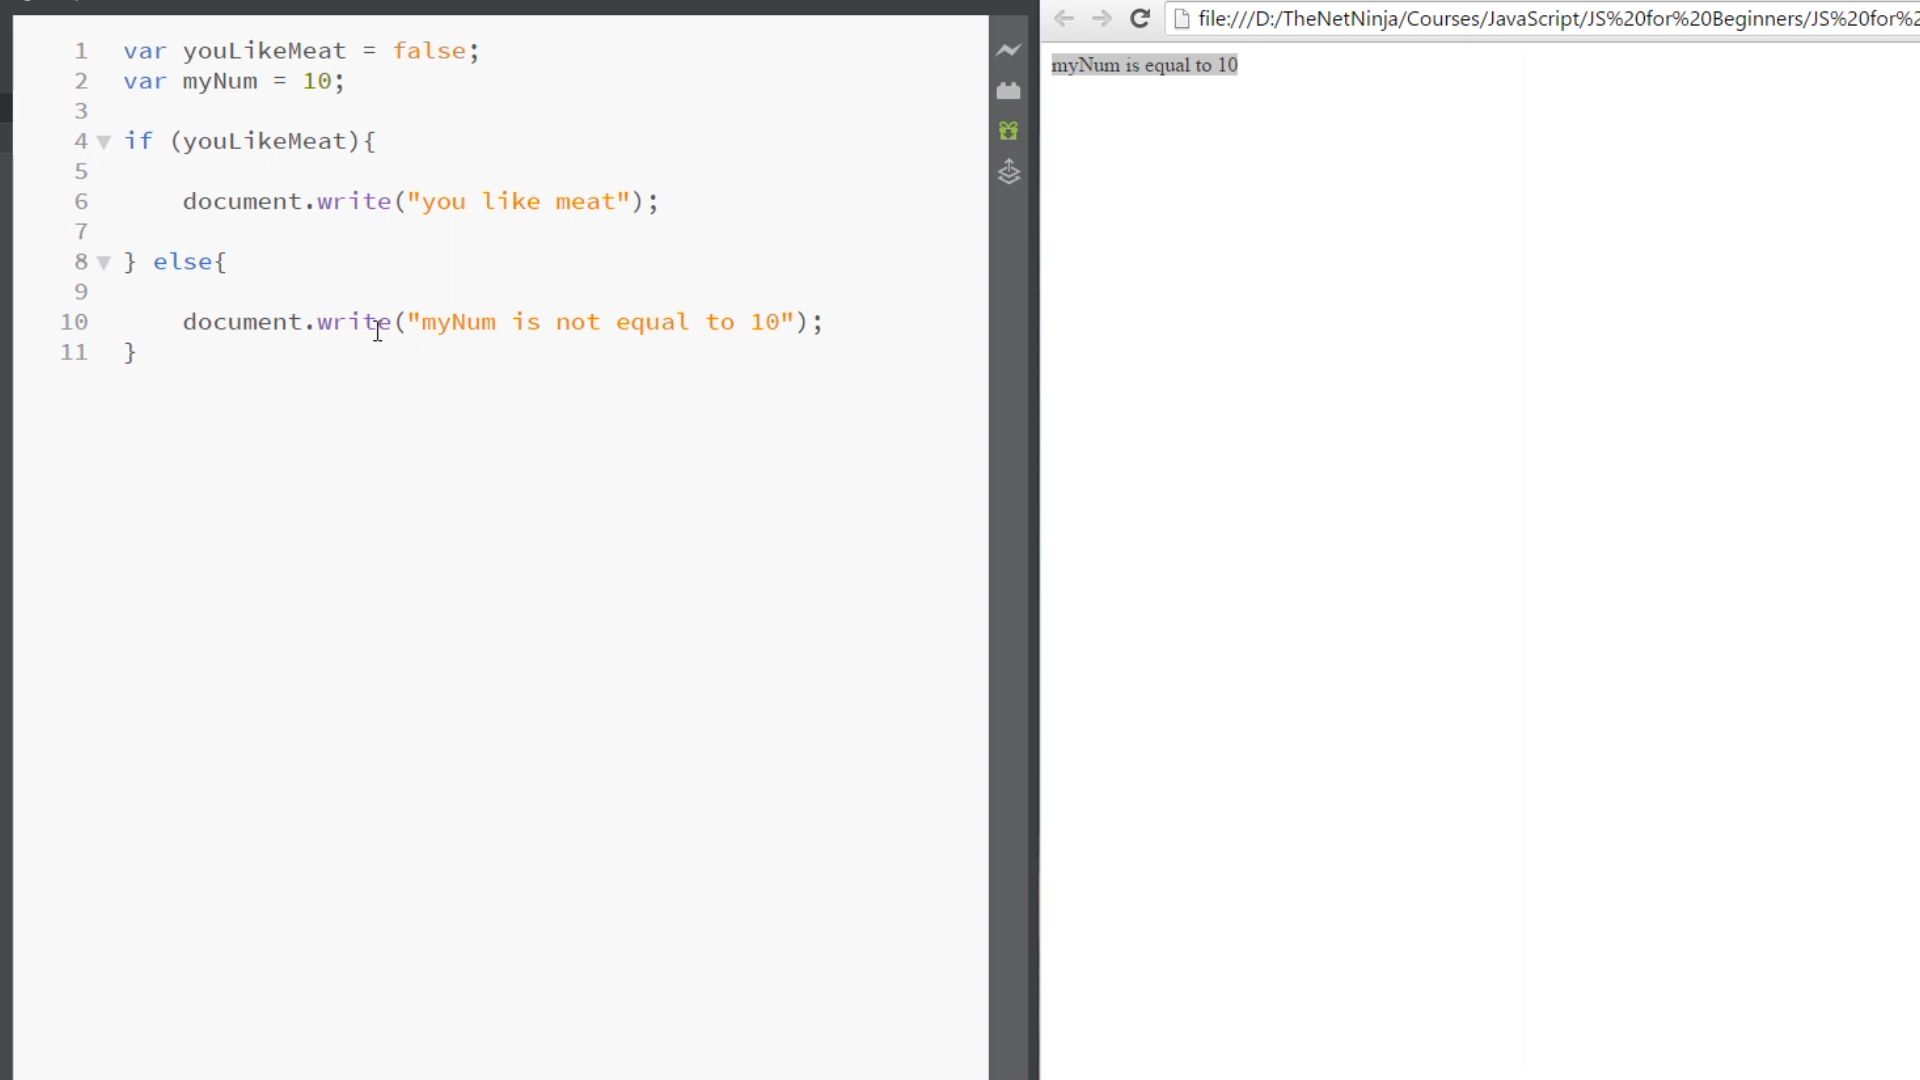 1 var youLikeMeat = false;
2 var myNum = 10;
3
4 if (youLikeMeat){
5
6 document.write("you like meat");
7
8 } else{
9
10 document.write("myNum is not equal to 10");
11 }
file:///D:/TheNetNinja/Courses/JavaScript/JS%20for%20Beginners/JS%20for%2
myNum is equal to 10